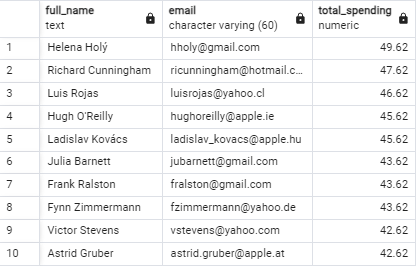 full_name email total_spending
text character varying (60) numeric
1 Helena Holý hholy@gmail.com 49.62
2 Richard Cunningham ricunningham@hotmail.c... 47.62
3 Luis Rojas luisrojas@yahoo.cl 46.62
4 Hugh O'Reilly hughoreilly@apple.ie 45.62
5 Ladislav Kovács ladislav_kovacs@apple.hu 45.62
6 Julia Barnett jubarnett@gmail.com 43.62
7 Frank Ralston fralston@gmail.com 43.62
8 Fynn Zimmermann fzimmermann@yahoo.de 43.62
9 Victor Stevens vstevens@yahoo.com 42.62
10 Astrid Gruber astrid.gruber@apple.at 42.62